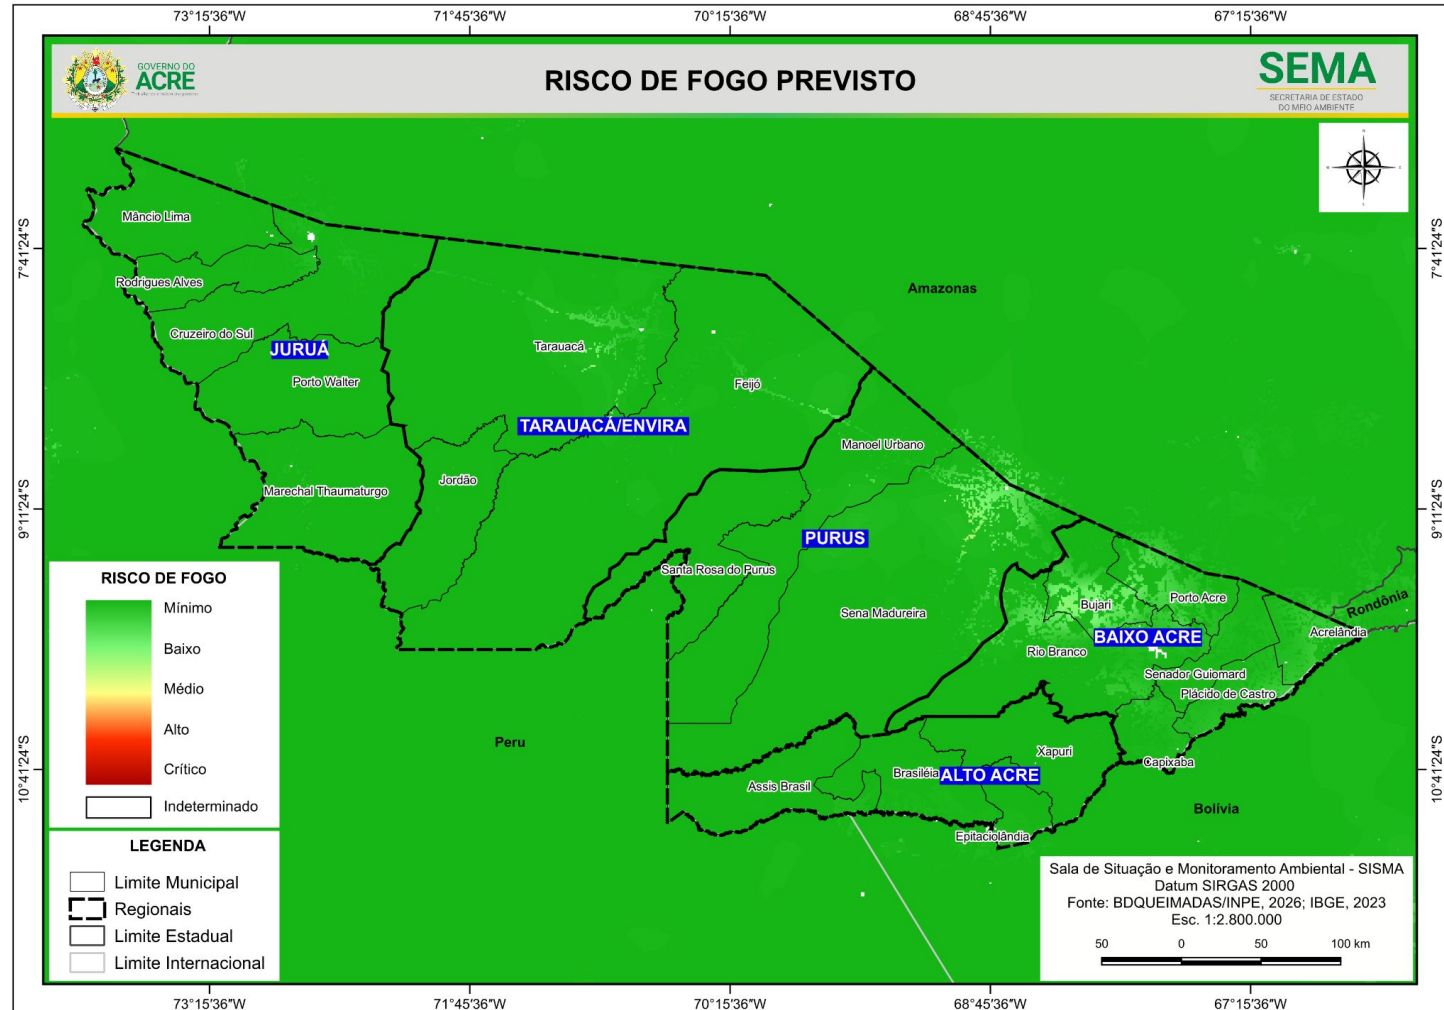 73°15'36"W
71°45'36"W
70°15'36"W
68°45'36"W
67°15'36"W
GOVERNO DO
ACRE
RISCO DE FOGO PREVISTO
SEMA
SECRETARIA DE ESTADO
DO MEIO AMBIENTE
7°41'24"S
7°41'24"S
9°11'24"S
9°11'24"S
10°41'24"S
10°41'24"S
Mâncio Lima
Rodrigues Alves
Cruzeiro do Sul
JURUÁ
Porto Walter
Marechal Thaumaturgo
Tarauacá
Feijó
TARAUACÁ/ENVIRA
Jordão
Amazonas
Manoel Urbano
PURUS
Santa Rosa do Purus
Sena Madureira
Bujari
Porto Acre
BAIXO ACRE
Rio Branco
Rondônia
Acrelândia
Senador Guiomard
Plácido de Castro
Capixaba
Xapuri
Brasiléia
ALTO ACRE
Assis Brasil
Epitaciolândia
Peru
Bolívia
RISCO DE FOGO
Mínimo
Baixo
Médio
Alto
Crítico
Indeterminado
LEGENDA
Limite Municipal
Regionais
Limite Estadual
Limite Internacional
Sala de Situação e Monitoramento Ambiental - SISMA
Datum SIRGAS 2000
Fonte: BDQUEIMADAS/INPE, 2026; IBGE, 2023
Esc. 1:2.800.000
50 0 50 100 km
73°15'36"W
71°45'36"W
70°15'36"W
68°45'36"W
67°15'36"W